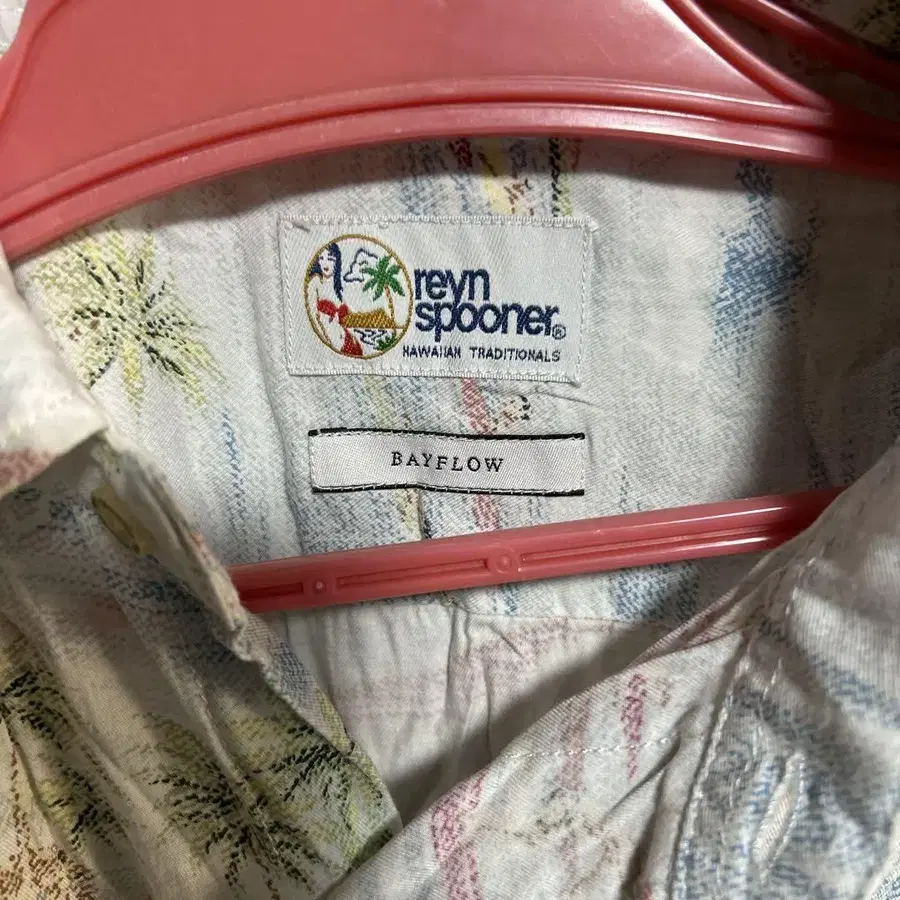 reyn
spooner®
HAWAIIAN TRADITIONALS
BAYFLOW